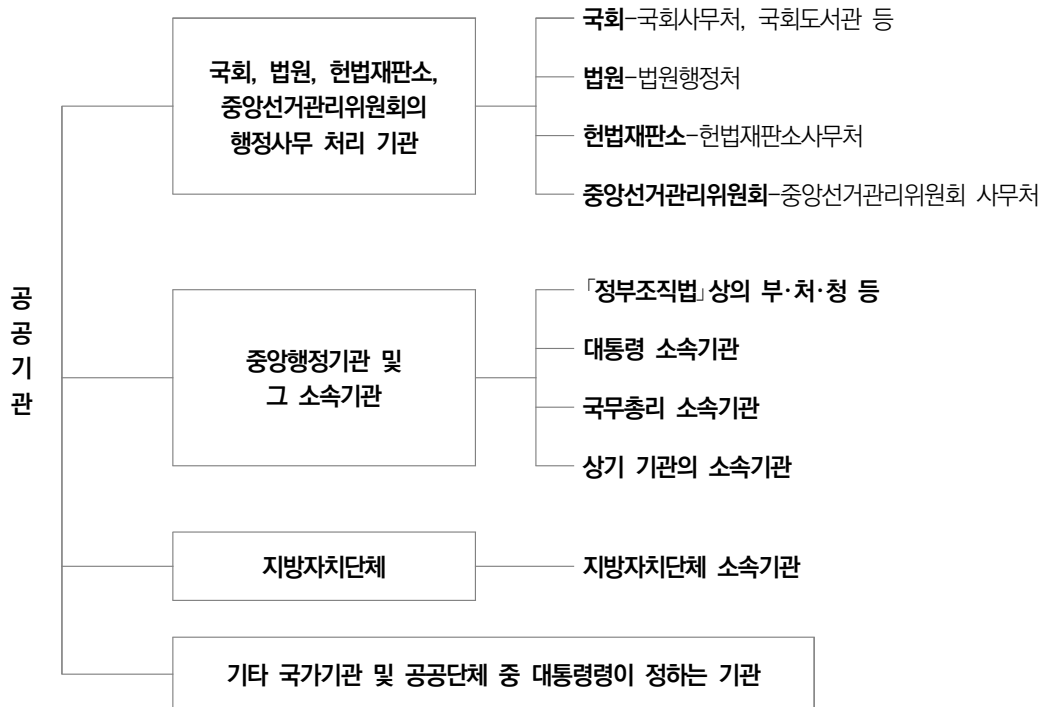 공공기관
국회, 법원, 헌법재판소,
중앙선거관리위원회의
행정사무 처리 기관
국회-국회사무처, 국회도서관 등
법원-법원행정처
헌법재판소-헌법재판소사무처
중앙선거관리위원회-중앙선거관리위원회 사무처
중앙행정기관 및
그 소속기관
「정부조직법」상의 부·처·청 등
대통령 소속기관
국무총리 소속기관
상기 기관의 소속기관
지방자치단체
지방자치단체 소속기관
기타 국가기관 및 공공단체 중 대통령령이 정하는 기관